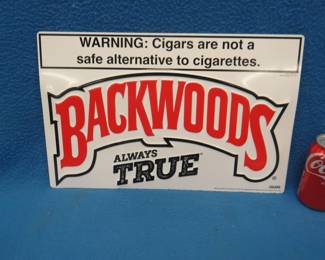 WARNING: Cigars are not a
safe alternative to cigarettes.
BACKWOODS
ALWAYS
TRUE